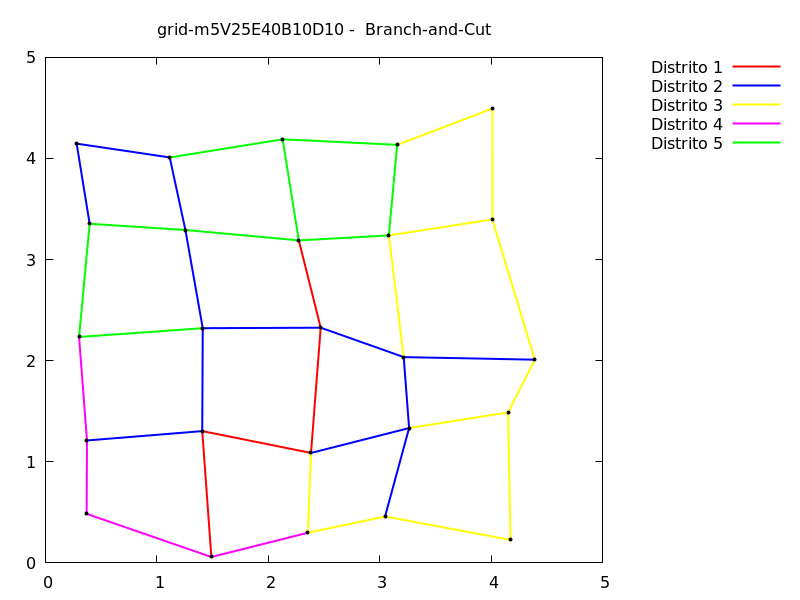 grid-m5V25E40B10D10 -  Branch-and-Cut
Distrito 1
Distrito 2
Distrito 3
Distrito 4
Distrito 5
5
4
3
2
1
0
0 1 2 3 4 5